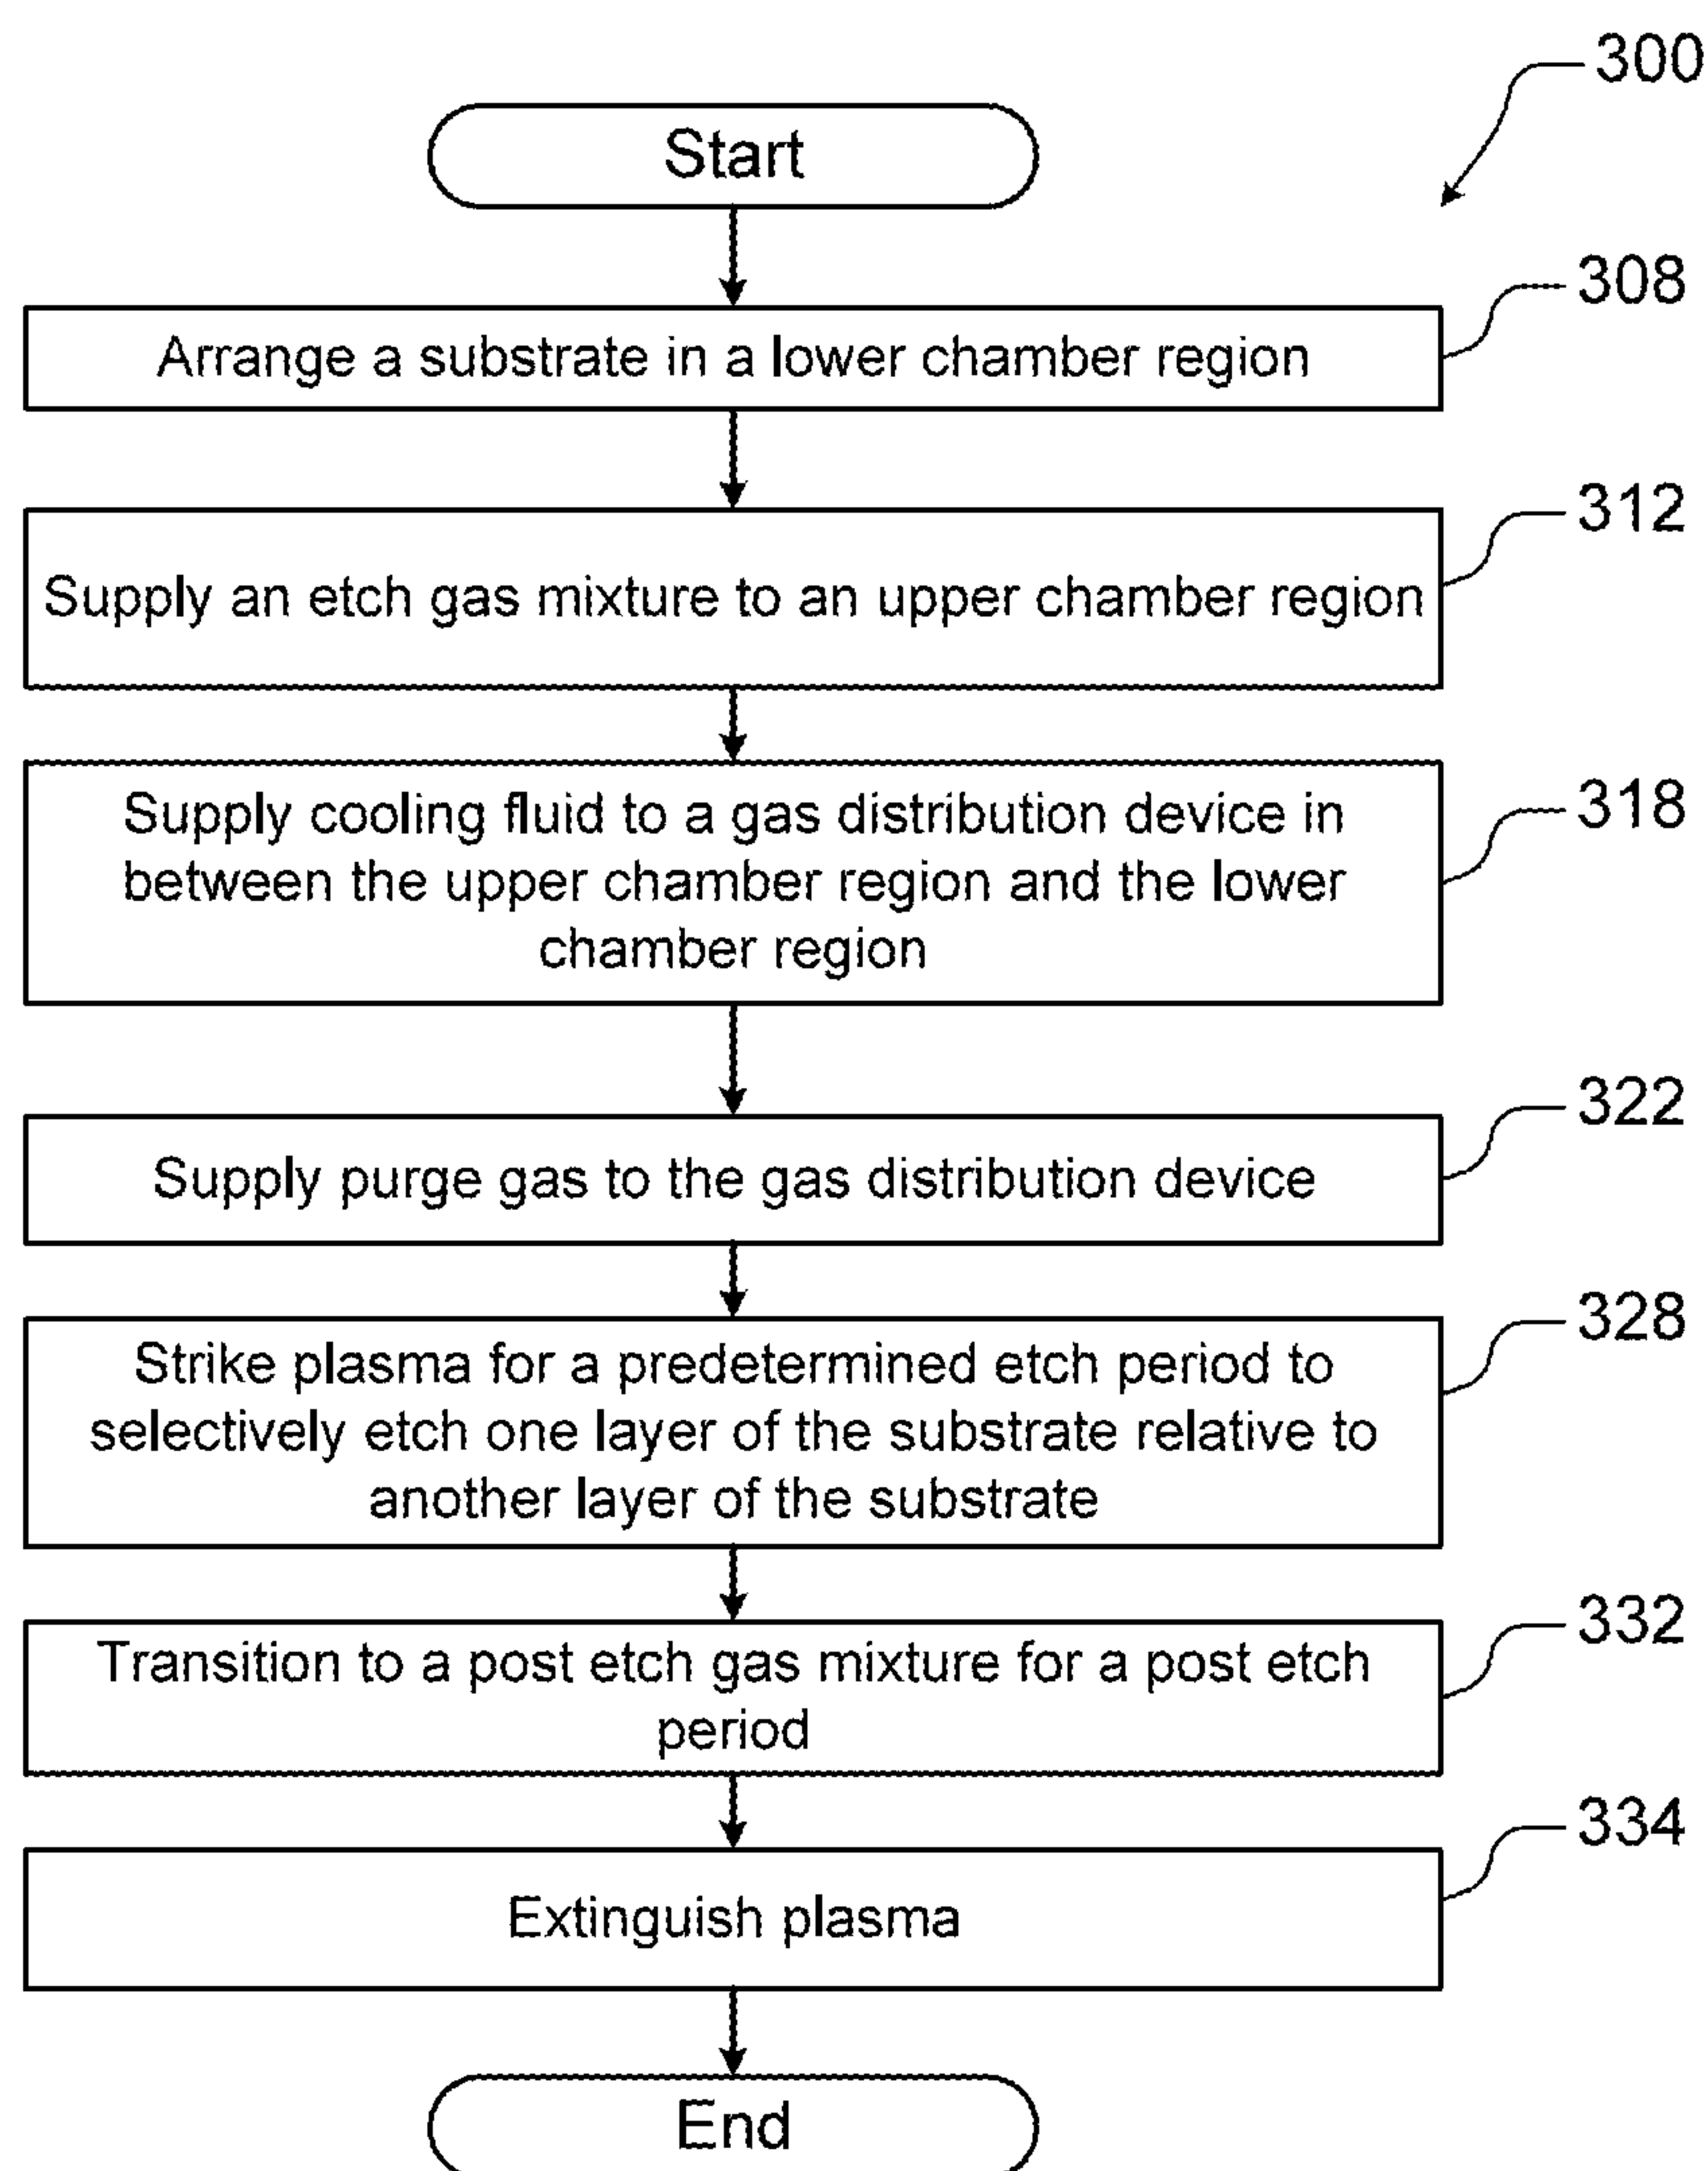 300
Start
308
Arrange a substrate in a lower chamber region
312
Supply an etch gas mixture to an upper chamber region
318
Supply cooling fluid to a gas distribution device in
between the upper chamber region and the lower
chamber region
322
Supply purge gas to the gas distribution device
328
Strike plasma for a predetermined etch period to
selectively etch one layer of the substrate relative to
another layer of the substrate
332
Transition to a post etch gas mixture for a post etch
period
334
Extinguish plasma
End